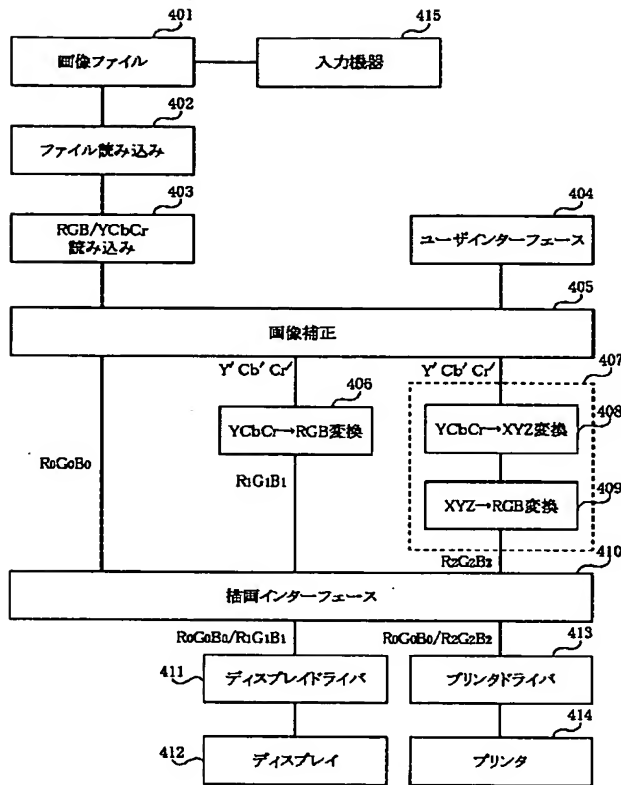 401
415
画像ファイル
入力機器
402
ファイル読み込み
403
404
RGB/YCbCr
読み込み
ユーザインターフェース
405
画像補正
Y' Cb' Cr'
Y' Cb' Cr'
407
406
YCbCr→RGB変換
YCbCr→XYZ変換
408
R0G0B0
R1G1B1
XYZ→RGB変換
409
R2G2B2
410
描画インターフェース
R0G0B0/R1G1B1
R0G0B0/R2G2B2
413
411
ディスプレイドライバ
プリンタドライバ
414
412
ディスプレイ
プリンタ